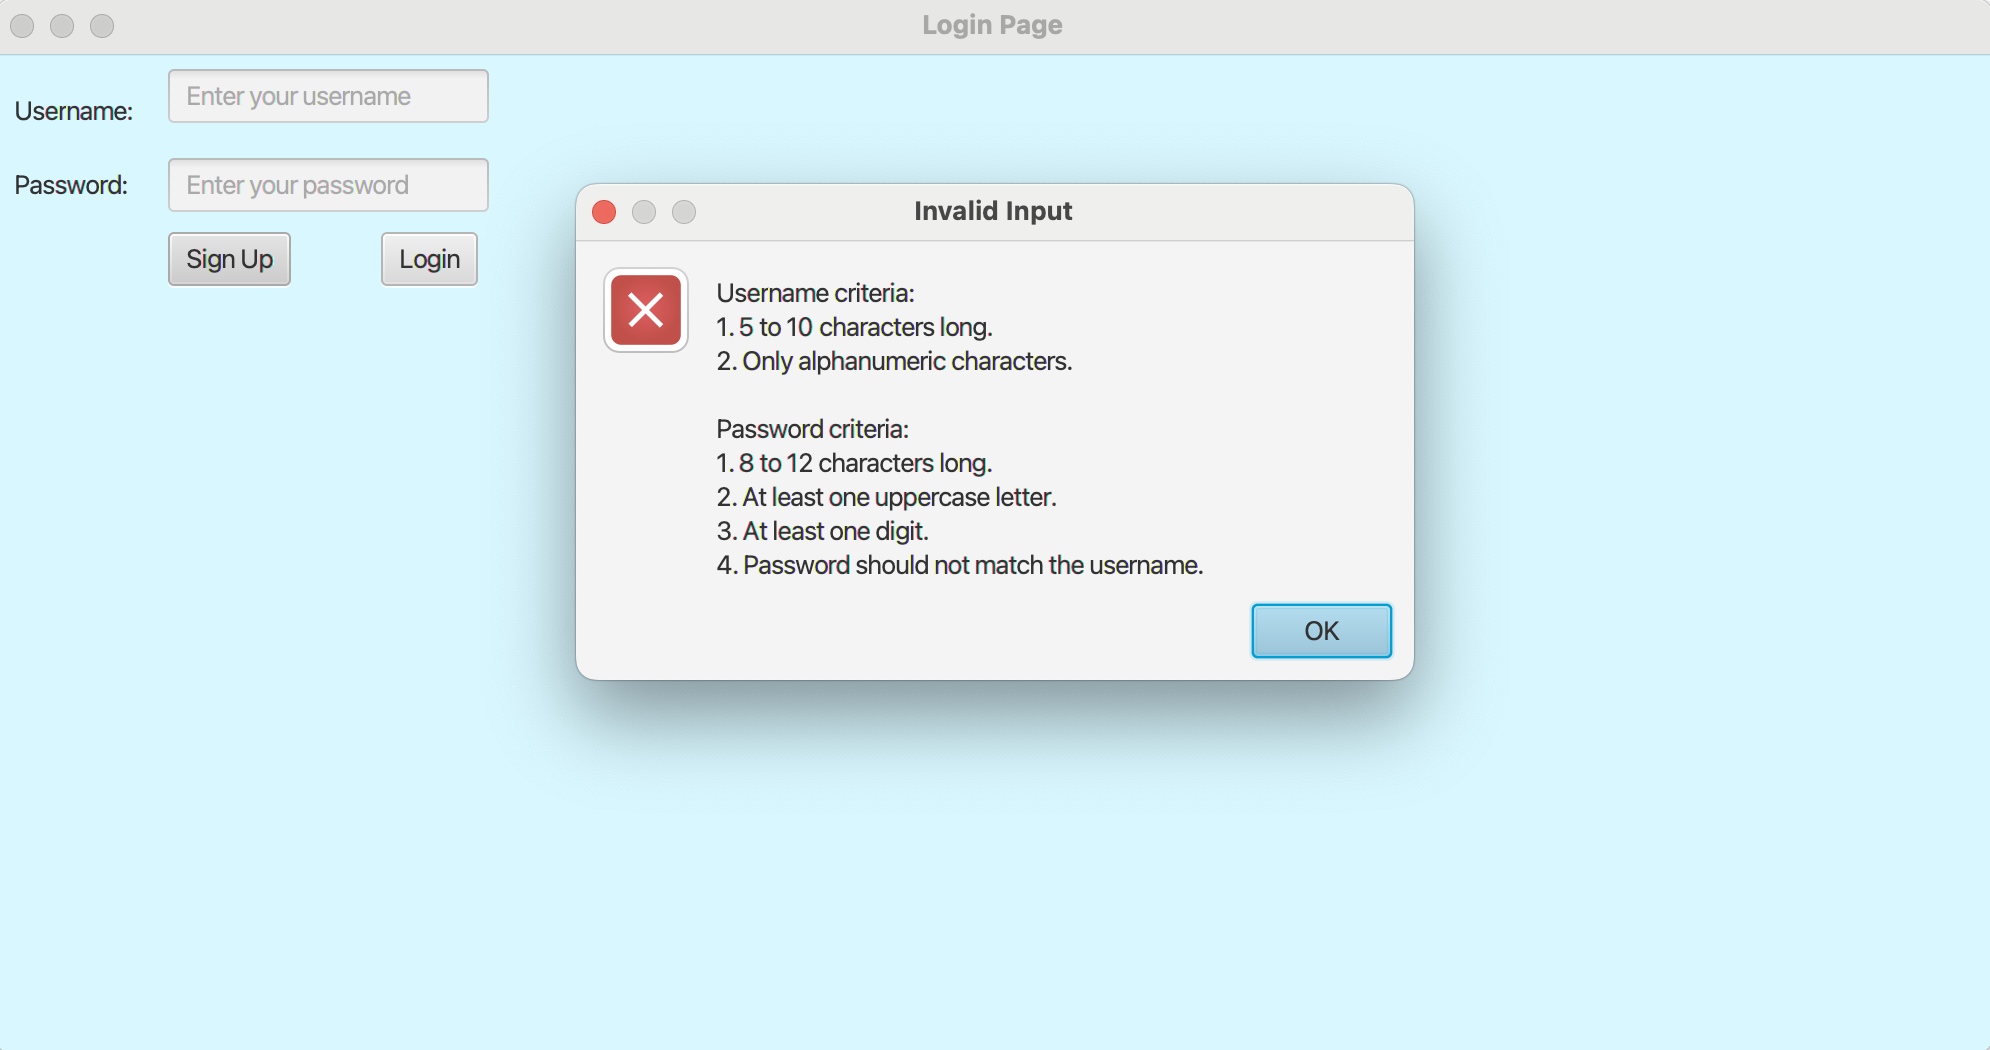 Login Page
Username:
Enter your username
Password:
Enter your password
Sign Up
Login
Invalid Input
Username criteria:
1. 5 to 10 characters long.
2. Only alphanumeric characters.
Password criteria:
1. 8 to 12 characters long.
2. At least one uppercase letter.
3. At least one digit.
4. Password should not match the username.
OK